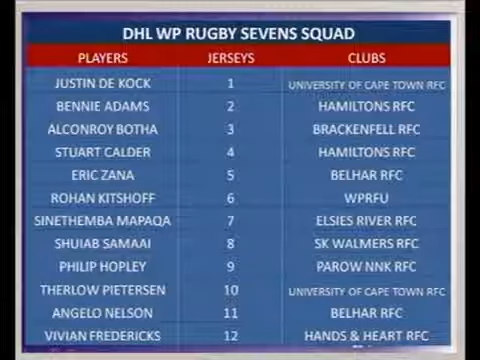 DHL WP RUGBY SEVENS SQUAD
PLAYERS JERSEYS CLUBS
JUSTIN DE KOCK 1 UNIVERSITY OF CAPE TOWN RFC
BENNIE ADAMS 2 HAMILTONS RFC
ALCONROY BOTHA 3 BRACKENFELL RFC
STUART CALDER 4 HAMILTONS RFC
ERIC ZANA 5 BELHAR RFC
ROHAN KITSHOFF 6 WPRFU
SINETHEMBA MAPAQA 7 ELSIES RIVER RFC
SHUIAB SAMAAI 8 SK WALMERS RFC
PHILIP HOPLEY 9 PAROW NNK RFC
THERLOW PIETERSEN 10 UNIVERSITY OF CAPE TOWN RFC
ANGELO NELSON 11 BELHAR RFC
VIVIAN FREDERICKS 12 HANDS & HEART RFC